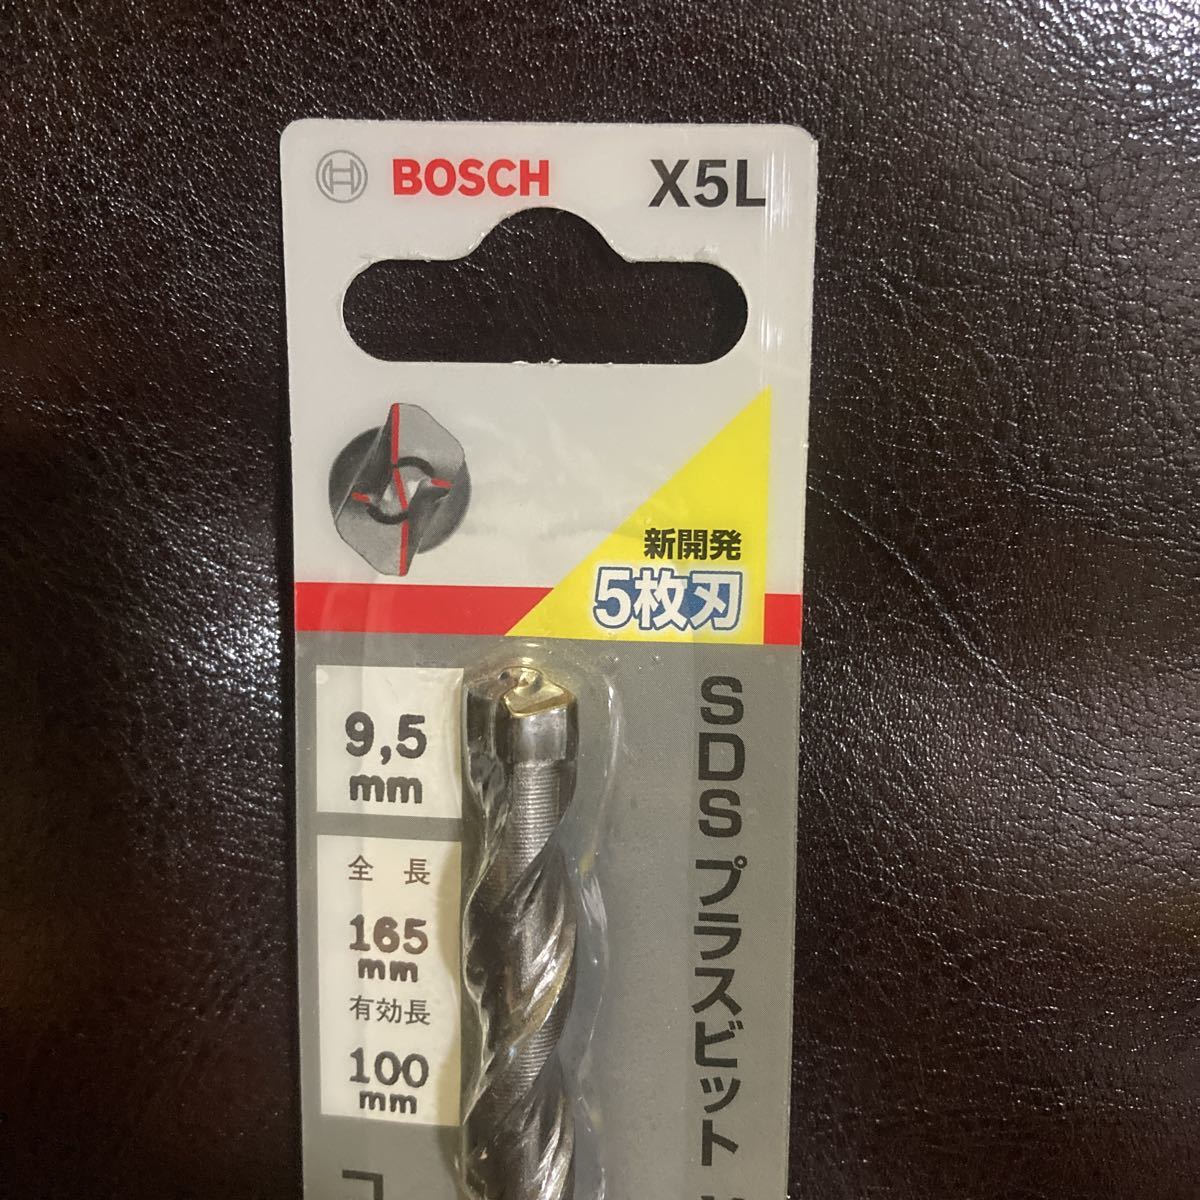 BOSCH X5L
新開発
5枚刃
9,5
mm
全長
165
mm
有効長
100
mm
SDSプラスビット